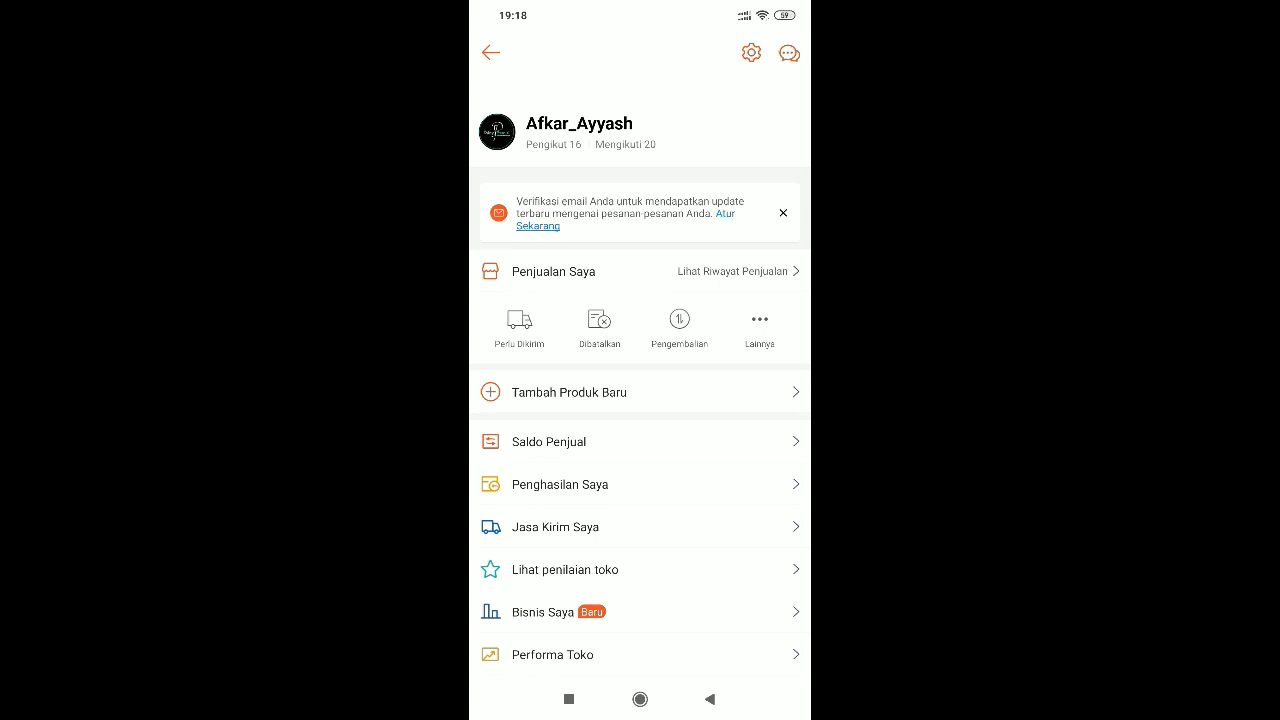 19:18
59
Afkar_Ayyash
Pengikut 16 Mengikuti 20
Verifikasi email Anda untuk mendapatkan update
terbaru mengenai pesanan-pesanan Anda. Atur
Sekarang
Penjualan Saya Lihat Riwayat Penjualan
Perlu Dikirim Dibatalkan Pengembalian Lainnya
Tambah Produk Baru
Saldo Penjual
Penghasilan Saya
Jasa Kirim Saya
Lihat penilaian toko
Bisnis Saya Baru
Performa Toko